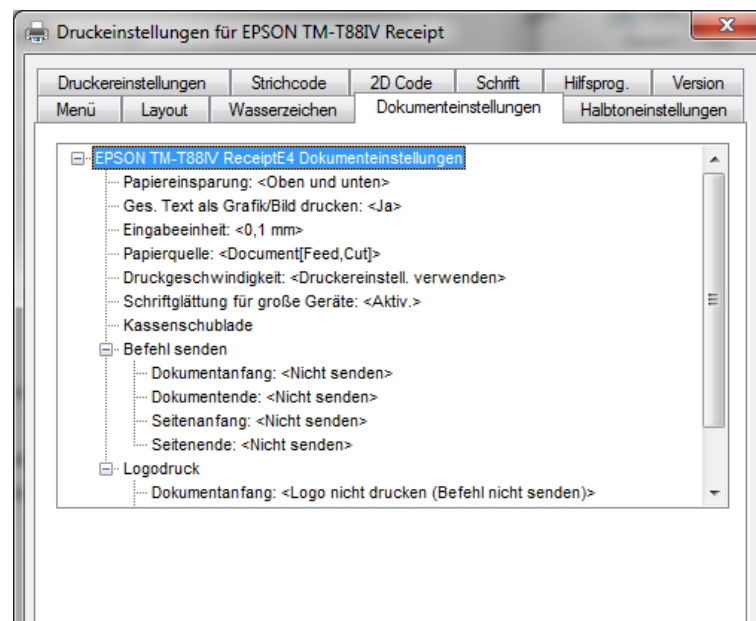 Druckeinstellungen für EPSON TM-T88IV Receipt
Druckereinstellungen Strichcode 2D Code Schrift Hilfsprog. Version
Menü Layout Wasserzeichen Dokumenteinstellungen Halbtoneinstellungen
EPSON TM-T88IV ReceiptE4 Dokumenteinstellungen
Papiereinsparung: <Oben und unten>
Ges. Text als Grafik/Bild drucken: <Ja>
Eingabeeinheit: <0,1 mm>
Papierquelle: <Document[Feed,Cut]>
Druckgeschwindigkeit: <Druckereinstell. verwenden>
Schriftglättung für große Geräte: <Aktiv.>
Kassenschublade
Befehl senden
Dokumentanfang: <Nicht senden>
Dokumentende: <Nicht senden>
Seitenanfang: <Nicht senden>
Seitenende: <Nicht senden>
Logodruck
Dokumentanfang: <Logo nicht drucken (Befehl nicht senden)>